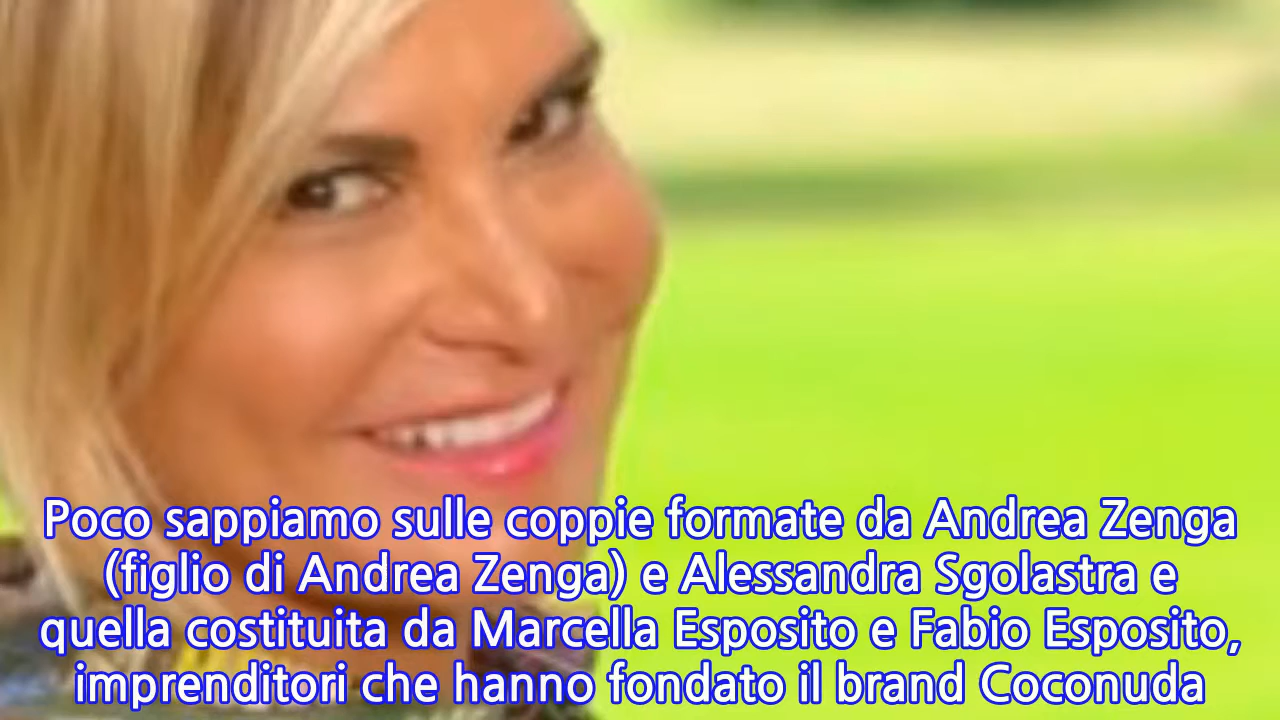 Poco sappiamo sulle coppie formate da Andrea Zenga
(figlio di Andrea Zenga) e Alessandra Sgolastra e
quella costituita da Marcella Esposito e Fabio Esposito,
imprenditori che hanno fondato il brand Coconuda